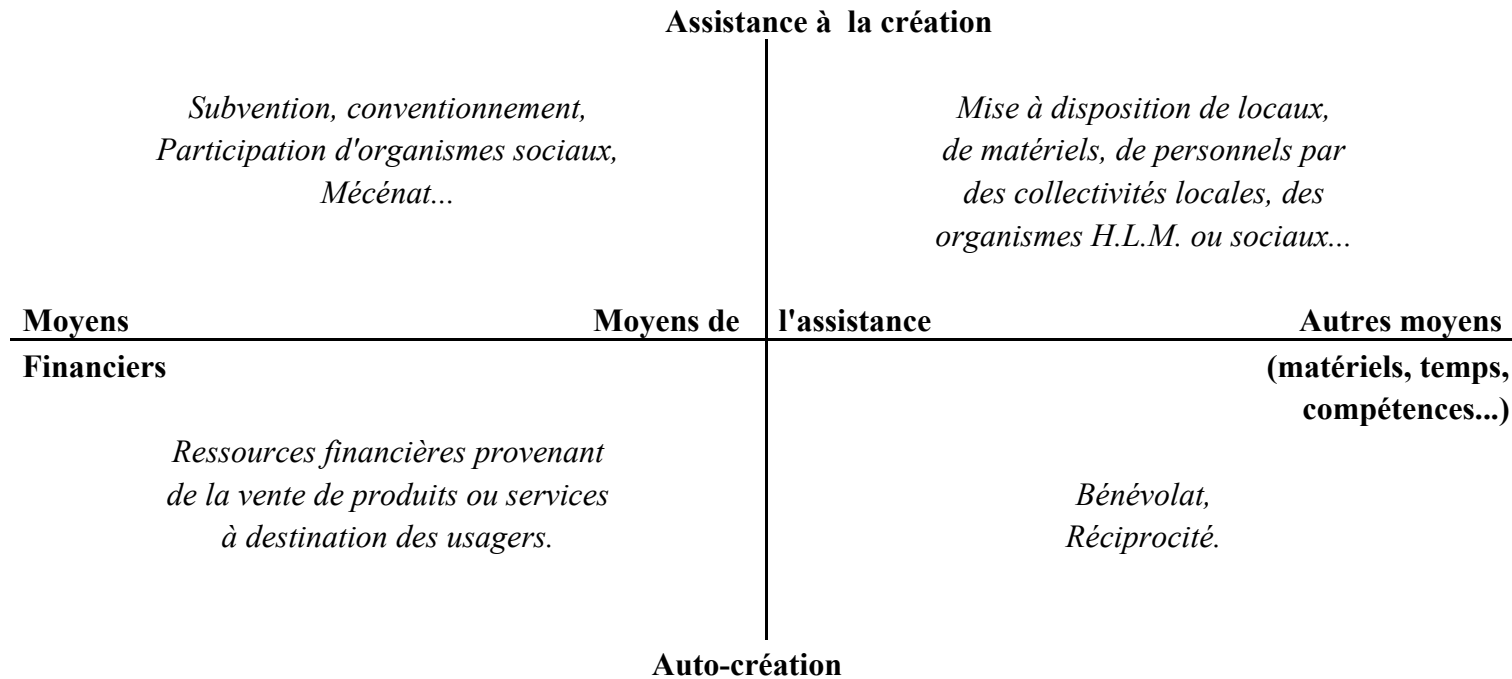 Assistance à  la création
Subvention, conventionnement,
Participation d'organismes sociaux,
Mécénat...
Mise à disposition de locaux,
de matériels, de personnels par
des collectivités locales, des
organismes H.L.M. ou sociaux...
Moyens Moyens de l'assistance Autres moyens
Financiers (matériels, temps,
compétences...)
Ressources financières provenant
de la vente de produits ou services
à destination des usagers.
Bénévolat,
Réciprocité.
Auto-création